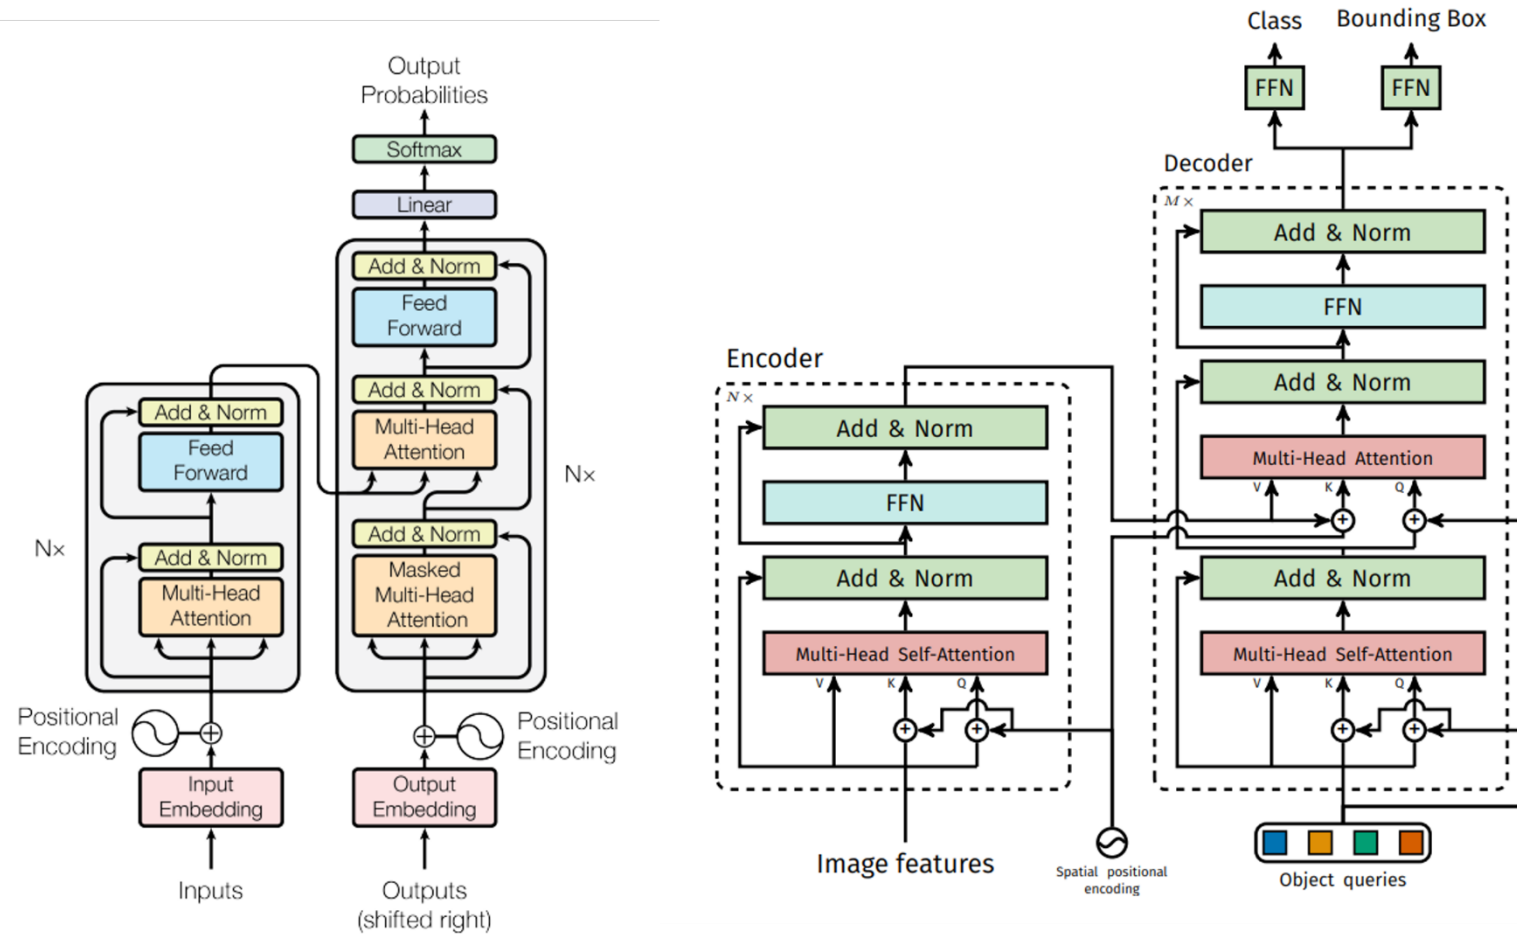 Output
Probabilities
Softmax
Linear
Add & Norm
Feed
Forward
Add & Norm
Multi-Head
Attention
Add & Norm
Masked
Multi-Head
Attention
Nx
Positional
Encoding
Output
Embedding
Outputs
(shifted right)
Add & Norm
Feed
Forward
Add & Norm
Multi-Head
Attention
Nx
Positional
Encoding
Input
Embedding
Inputs
Encoder
N×
Add & Norm
FFN
Add & Norm
Multi-Head Self-Attention
V
K
Q
Image features
Spatial positional
encoding
Class
Bounding Box
FFN
FFN
Decoder
M×
Add & Norm
FFN
Add & Norm
Multi-Head Attention
V
K
Q
Add & Norm
Multi-Head Self-Attention
V
K
Q
Object queries